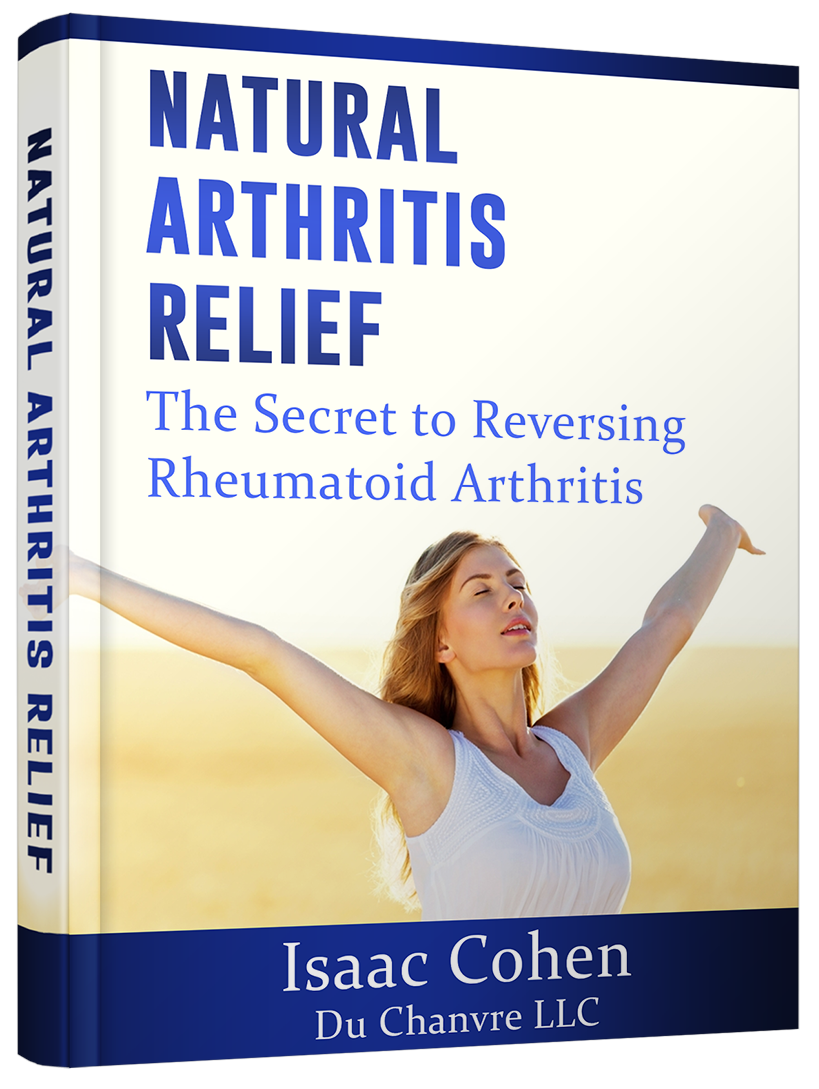 NATURAL
ARTHRITIS
RELIEF
The Secret to Reversing
Rheumatoid Arthritis
Isaac Cohen
Du Chanvre LLC
NATURAL ARTHRITIS RELIEF